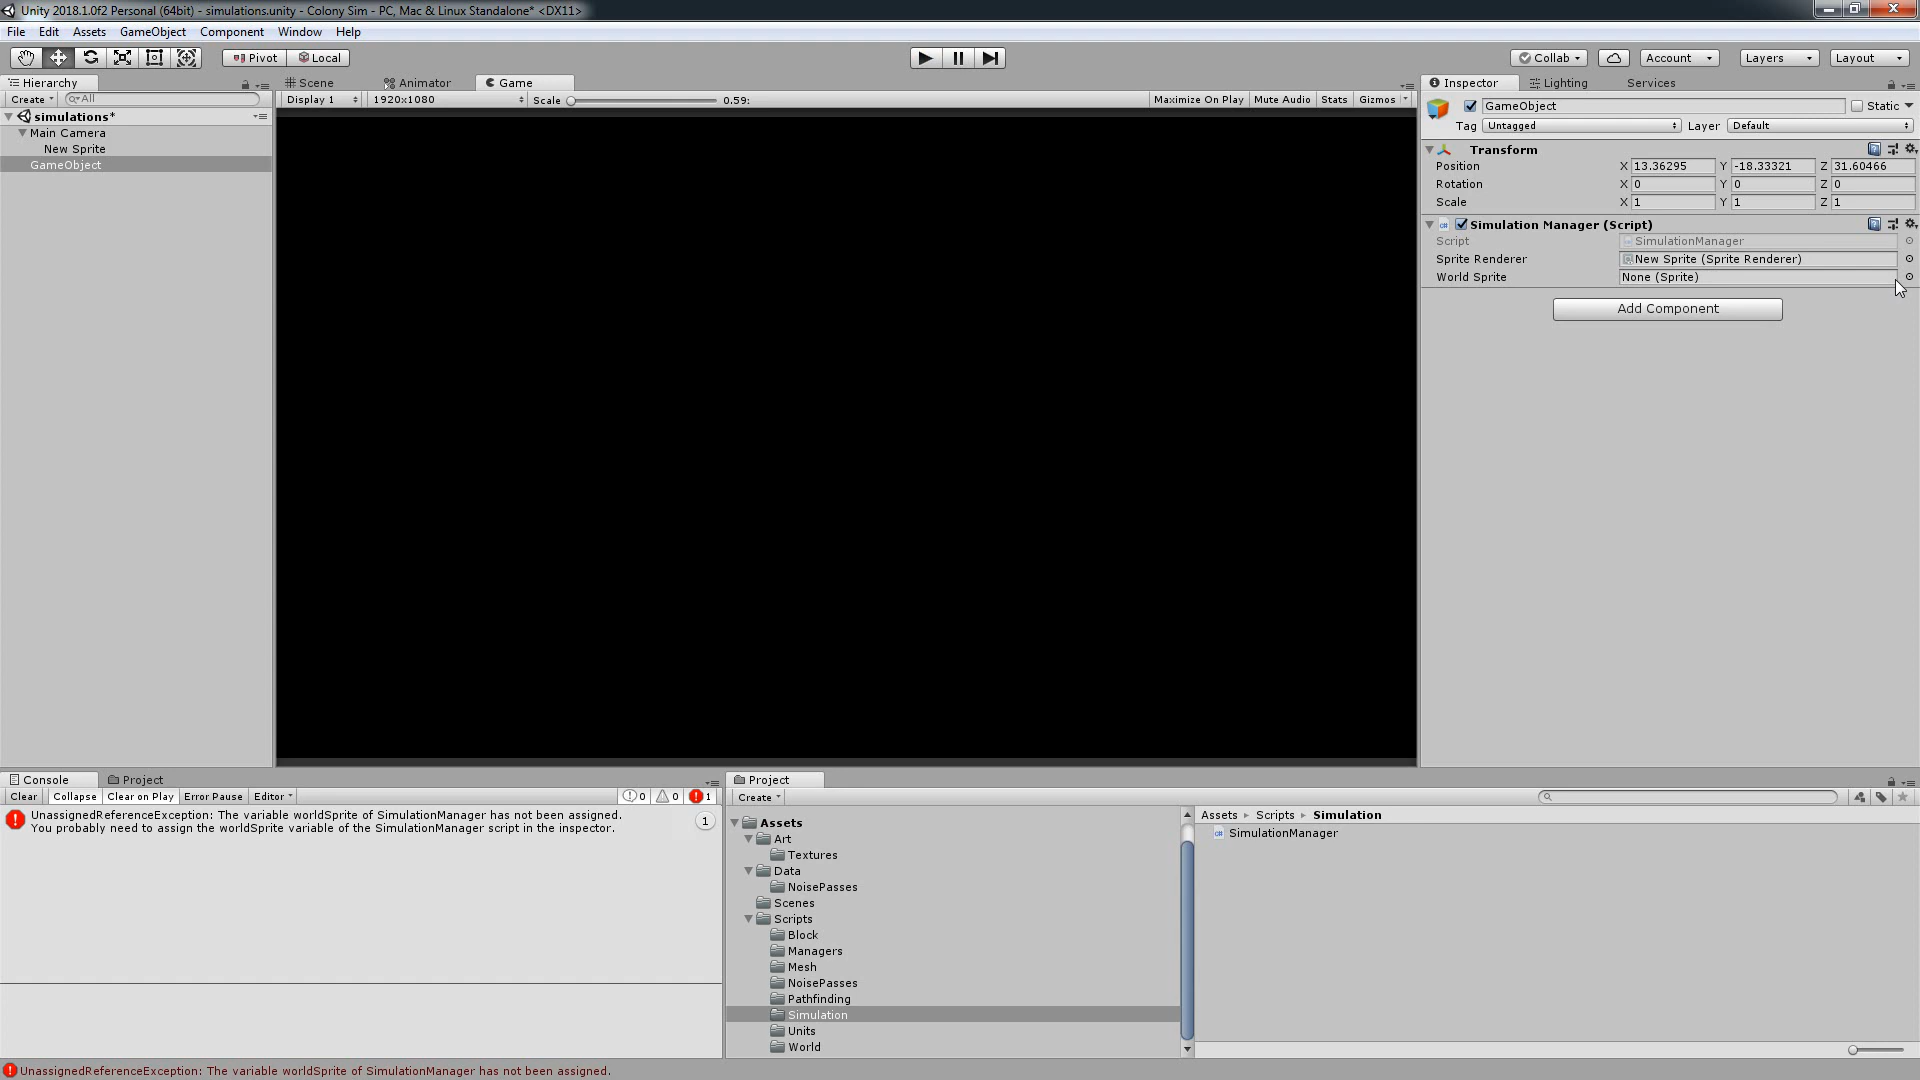 Unity 2018.1.0f2 Personal (64bit) - simulations.unity - Colony Sim - PC, Mac & Linux Standalone* <DX11>
File Edit Assets GameObject Component Window Help
Pivot Local Collab Account Layers Layout
Hierarchy Scene Animator Game Inspector Lighting Services
Create All Display 1 1920x1080 Scale 0.59: Maximize On Play Mute Audio Stats Gizmos
GameObject Static
Tag Untagged Layer Default
simulations*
Main Camera
New Sprite
GameObject
Transform
Position X 13.36295 Y -18.33321 Z 31.60466
Rotation X 0 Y 0 Z 0
Scale X 1 Y 1 Z 1
Simulation Manager (Script)
Script SimulationManager
Sprite Renderer New Sprite (Sprite Renderer)
World Sprite None (Sprite)
Add Component
Console Project
Clear Collapse Clear on Play Error Pause Editor 0 0 1
UnassignedReferenceException: The variable worldSprite of SimulationManager has not been assigned.
You probably need to assign the worldSprite variable of the SimulationManager script in the inspector.
1
Project
Create
Assets
Art
Textures
Data
NoisePasses
Scenes
Scripts
Block
Managers
Mesh
NoisePasses
Pathfinding
Simulation
Units
World
Assets Scripts Simulation
SimulationManager
UnassignedReferenceException: The variable worldSprite of SimulationManager has not been assigned.